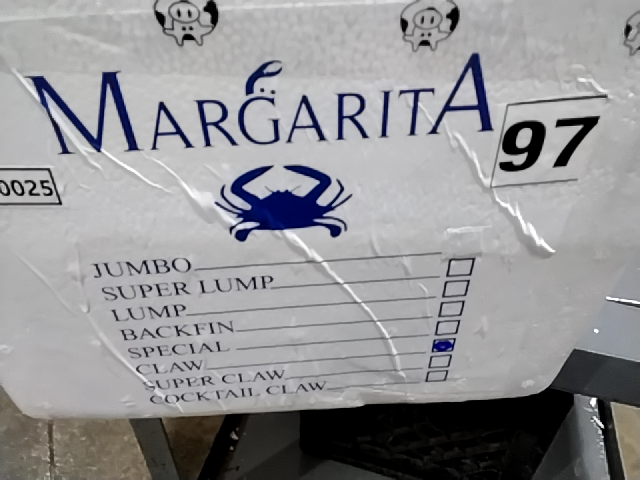 MARGARITA
97
0025
JUMBO
SUPER LUMP
LUMP
BACKFIN
SPECIAL
CLAW
SUPER CLAW
COCKTAIL CLAW